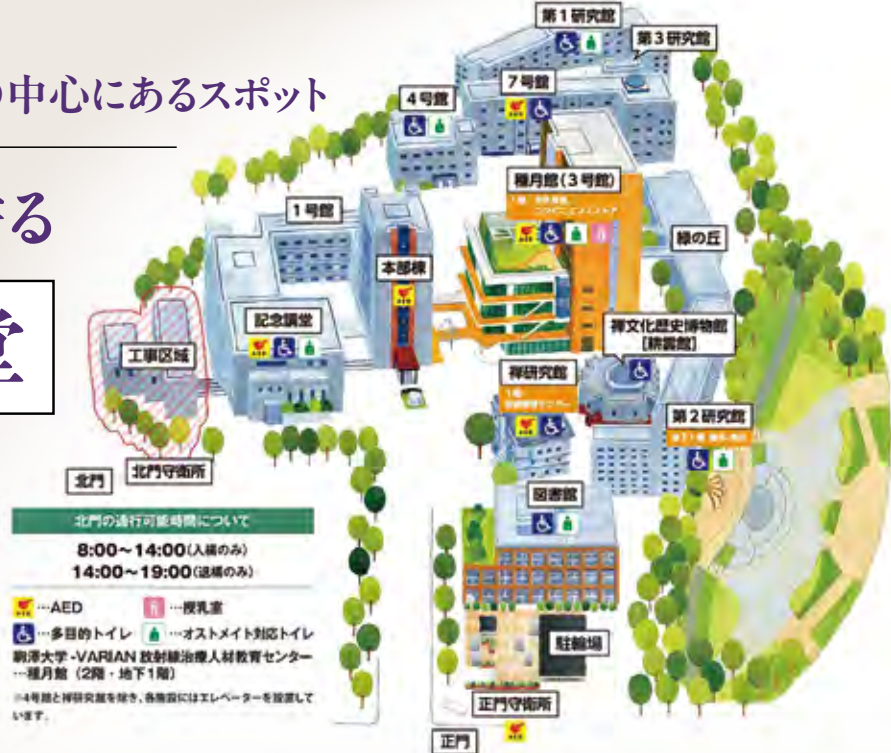 の中心にあるスポット
る
堂
第1研究館
第3研究館
7号館
4号館
AED
種月館(3号館)
AED
1号館
緑の丘
本部棟
AED
記念講堂
AED
禅文化歴史博物館
[耕雲館]
工事区域
禅研究館
AED
第2研究館
北門
北門守衛所
図書館
北門の通行可能時間について
8:00～14:00(入構のみ)
14:00～19:00(退構のみ)
AED …AED
…授乳室
…多目的トイレ
…オストメイト対応トイレ
駒澤大学-VARIAN 放射線治療人材教育センター
…種月館(2階・地下1階)
※4号館と禅研究館を除き、各施設にはエレベーターを設置して
います。
駐輪場
正門守衛所
AED
正門